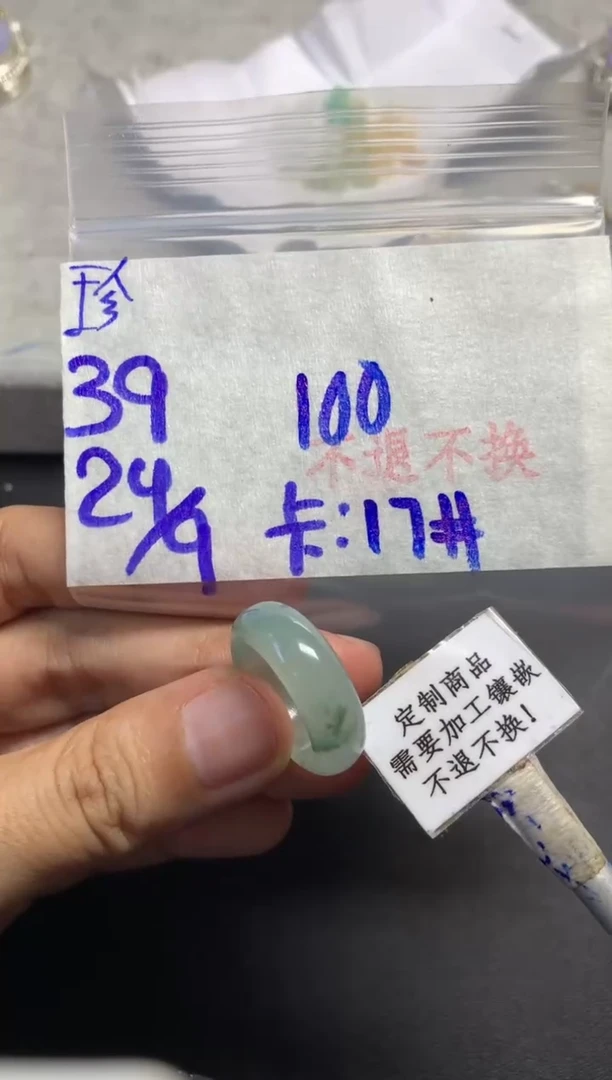 珍
39
100
不退不换
24/9
卡:17#
定制商品
需要加工镶嵌
不退不换!